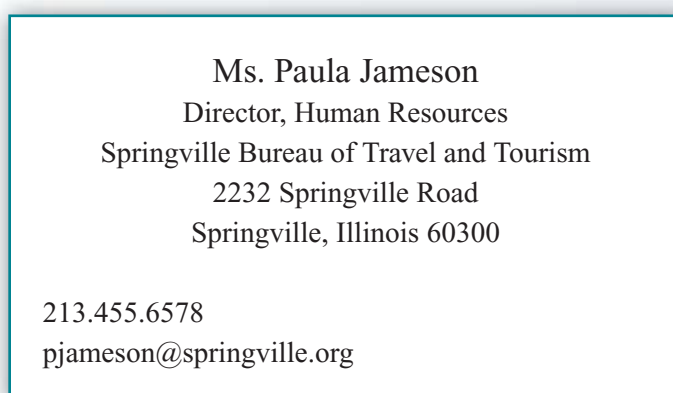 Ms. Paula Jameson
Director, Human Resources
Springville Bureau of Travel and Tourism
2232 Springville Road
Springville, Illinois 60300
213.455.6578
pjameson@springville.org